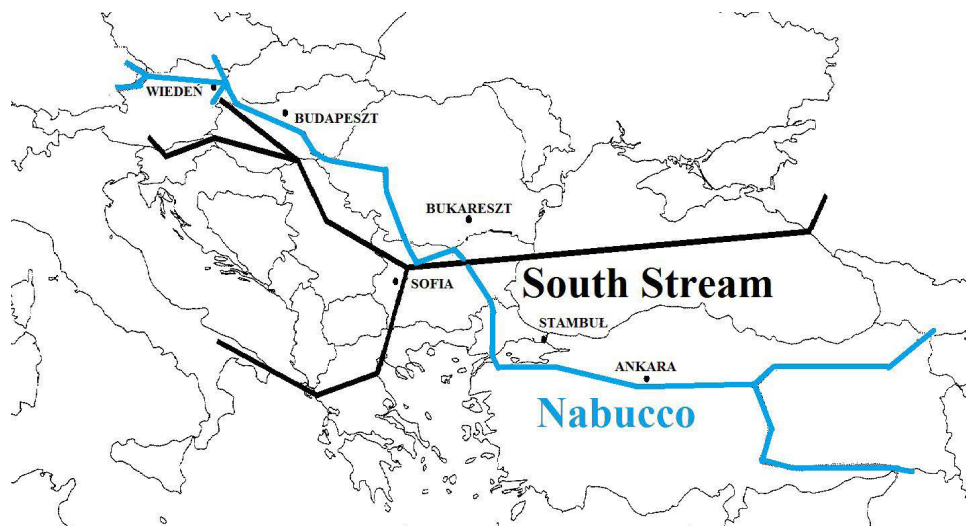 WIEDEŃ
BUDAPESZT
BUKARESZT
SOFIA
South Stream
STAMBUŁ
ANKARA
Nabucco